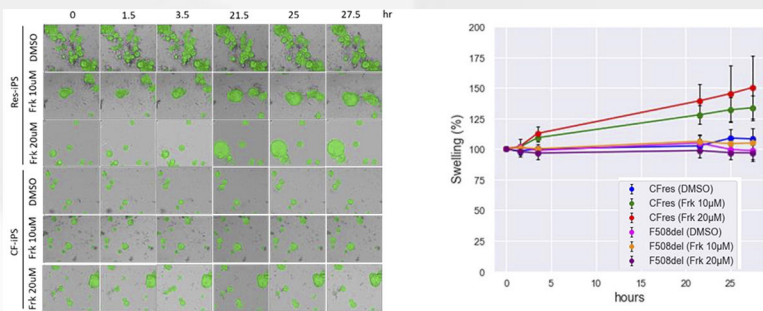 0 1.5 3.5 21.5 25 27.5 hr
Res-iPS
DMSO
Frk 10uM
Frk 20uM
CF-iPS
DMSO
Frk 10uM
Frk 20uM
Swelling (%)
200
175
150
125
100
75
50
25
0
CFres (DMSO)
CFres (Frk 10μM)
CFres (Frk 20μM)
F508del (DMSO)
F508del (Frk 10μM)
F508del (Frk 20μM)
0 5 10 15 20 25
hours